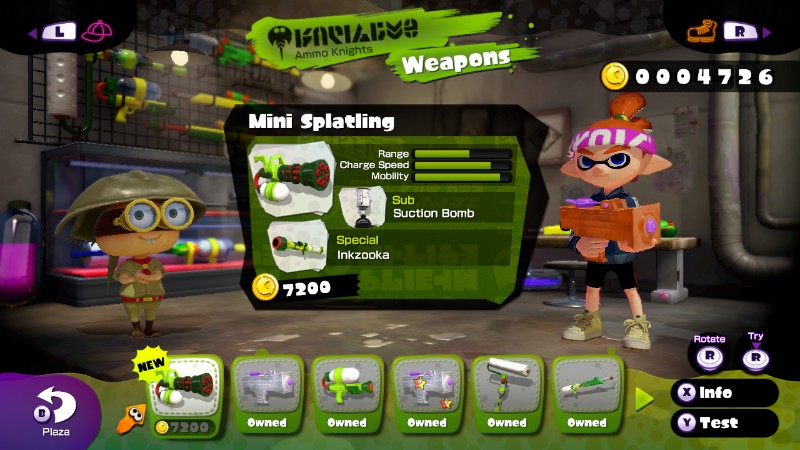 L
R
Ammo Knights
Weapons
0004726
Mini Splatling
Range
Charge Speed
Mobility
Sub
Suction Bomb
Special
Inkzooka
7200
Rotate
R
Try
R
NEW
7200
Owned
Owned
Owned
Owned
Owned
X Info
Y Test
B
Plaza